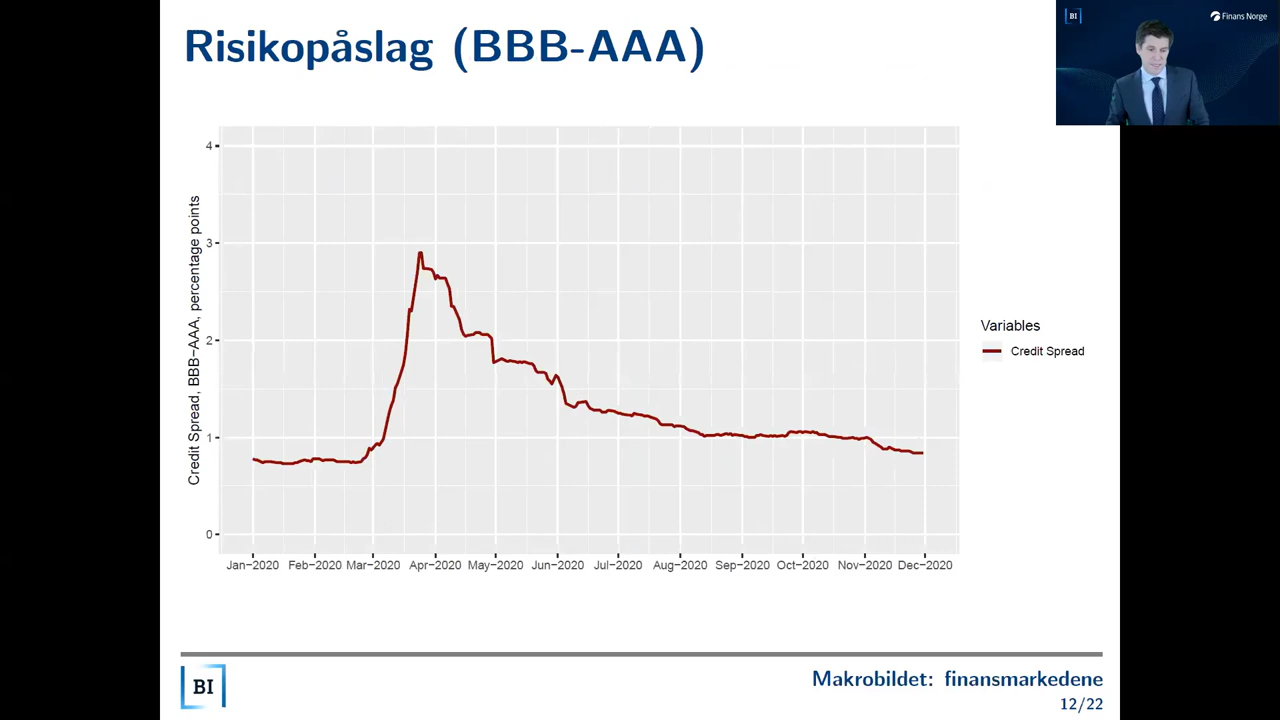 Risikopåslag (BBB-AAA)
BI
Finans Norge
Credit Spread, BBB−AAA, percentage points
4
3
2
1
0
Jan−2020 Feb−2020 Mar−2020 Apr−2020 May−2020 Jun−2020 Jul−2020 Aug−2020 Sep−2020 Oct−2020 Nov−2020 Dec−2020
Variables
Credit Spread
BI
Makrobildet: finansmarkedene
12/22